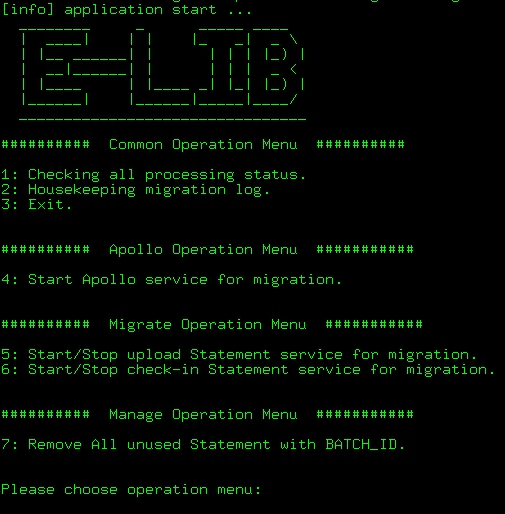 [info] application start ...
E-LIB
########## Common Operation Menu ##########
1: Checking all processing status.
2: Housekeeping migration log.
3: Exit.
########## Apollo Operation Menu ###########
4: Start Apollo service for migration.
########## Migrate Operation Menu ###########
5: Start/Stop upload Statement service for migration.
6: Start/Stop check-in Statement service for migration.
########## Manage Operation Menu ###########
7: Remove All unused Statement with BATCH_ID.
Please choose operation menu: